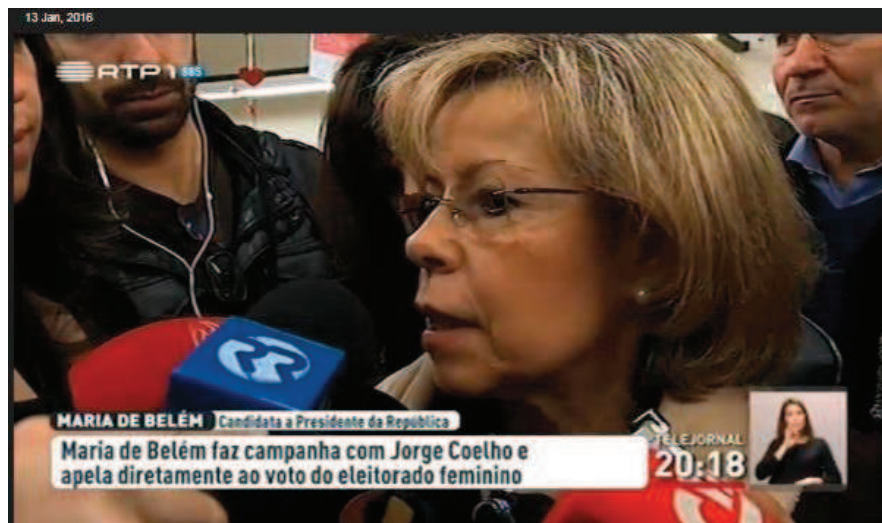 13 Jan, 2016
RTP1
MARIA DE BELÉM Candidata a Presidente da República
Maria de Belém faz campanha com Jorge Coelho e
apela diretamente ao voto do eleitorado feminino
TELEJORNAL
20:18